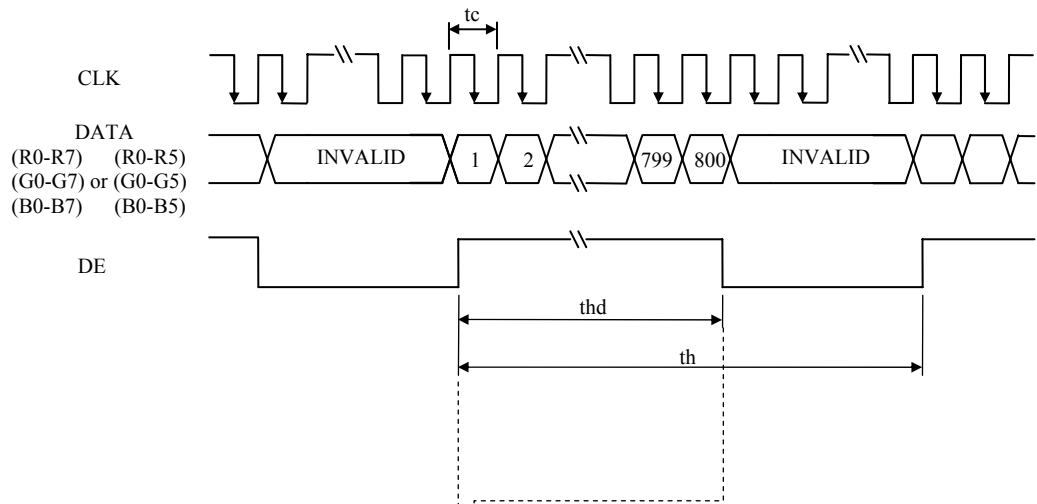 tc
CLK
DATA
(R0-R7) (R0-R5)
(G0-G7) or (G0-G5)
(B0-B7) (B0-B5)
INVALID 1 2 799 800 INVALID
DE
thd
th